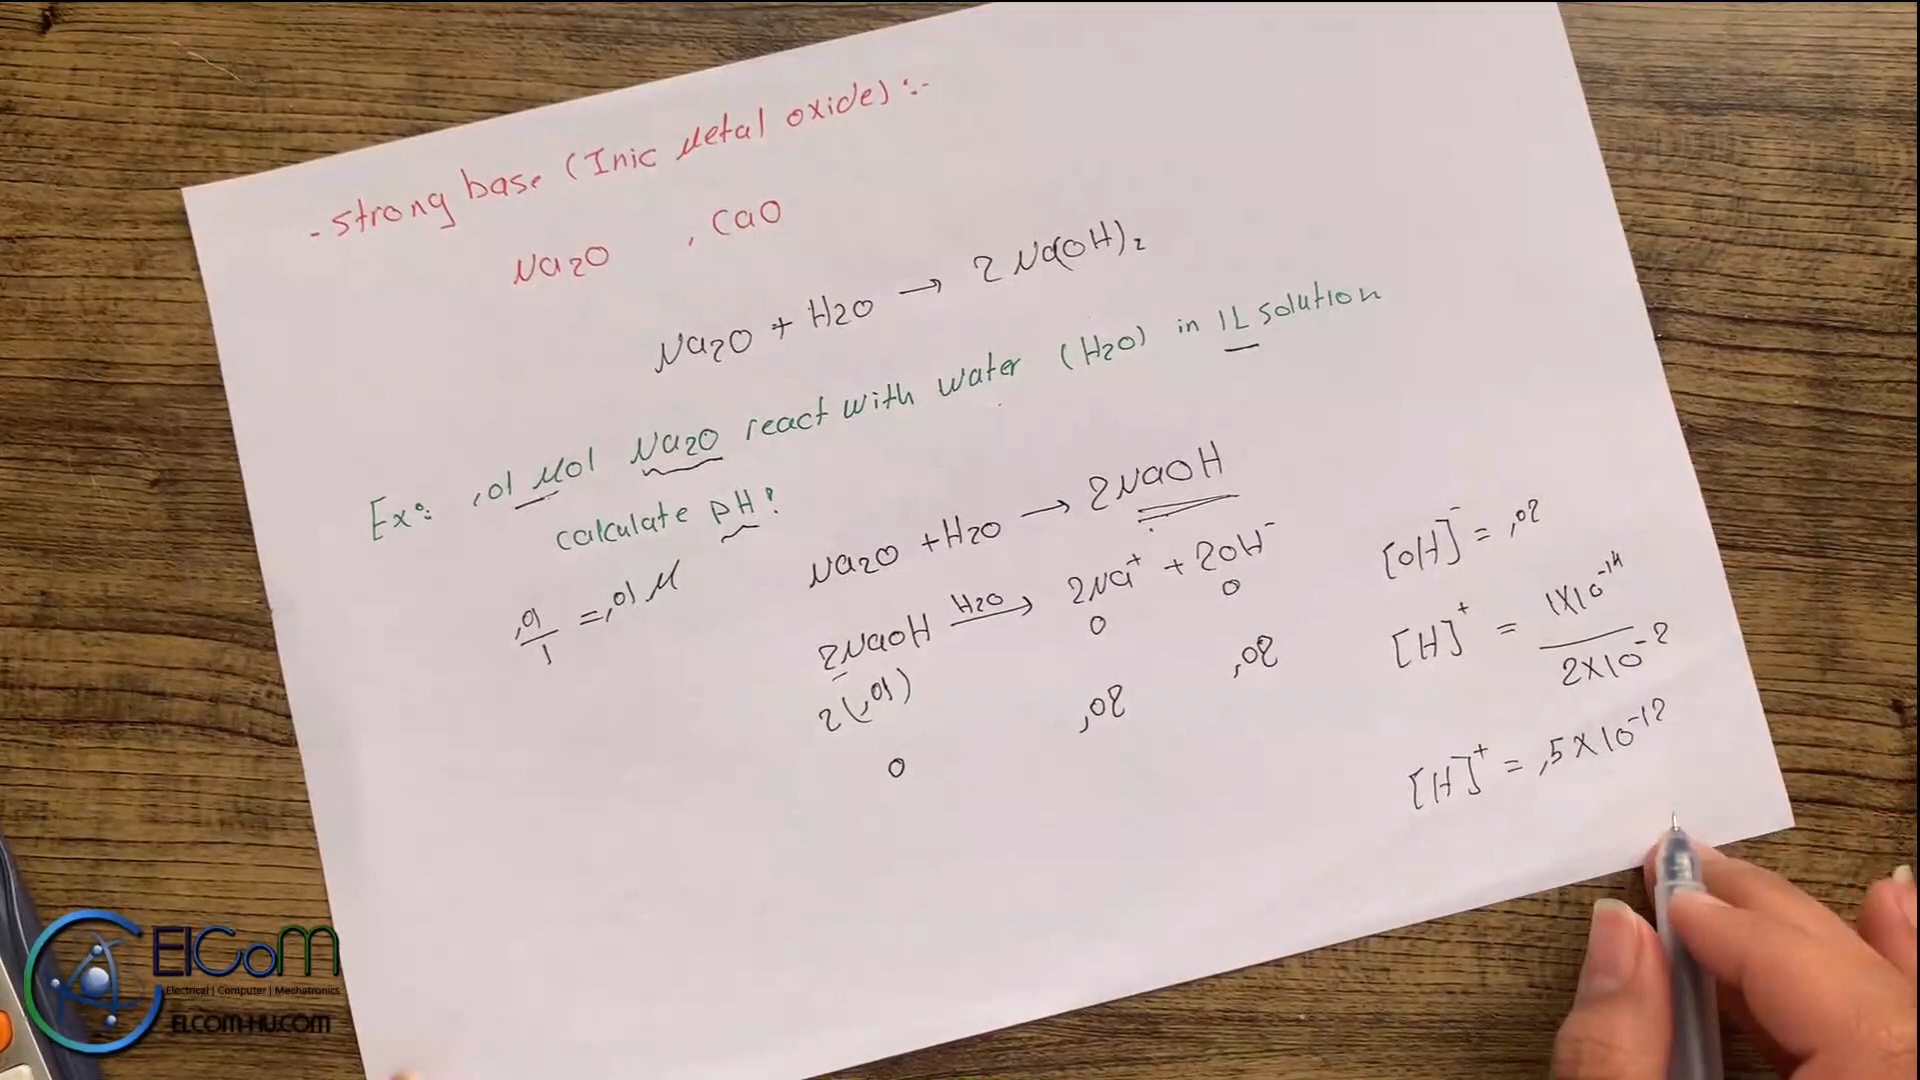 - strong base (Inic Metal oxide) :-
Na2O , CaO
Na2O + H2O → 2 Na(OH)2
Ex: ,01 Mol Na2O react with water (H2O) in 1L solution
calculate pH?
,01 / 1 = ,01 M
Na2O + H2O → 2NaOH
2NaOH H2O → 2Na+ + 2OH-
2(,01) 0 0
0 ,02 ,02
[OH]- = ,02
[H]+ = 1X10-14 / 2X10-2
[H]+ = ,5X10-12
ElCoM
Electrical | Computer | Mechatronics
ELCOM-HU.COM